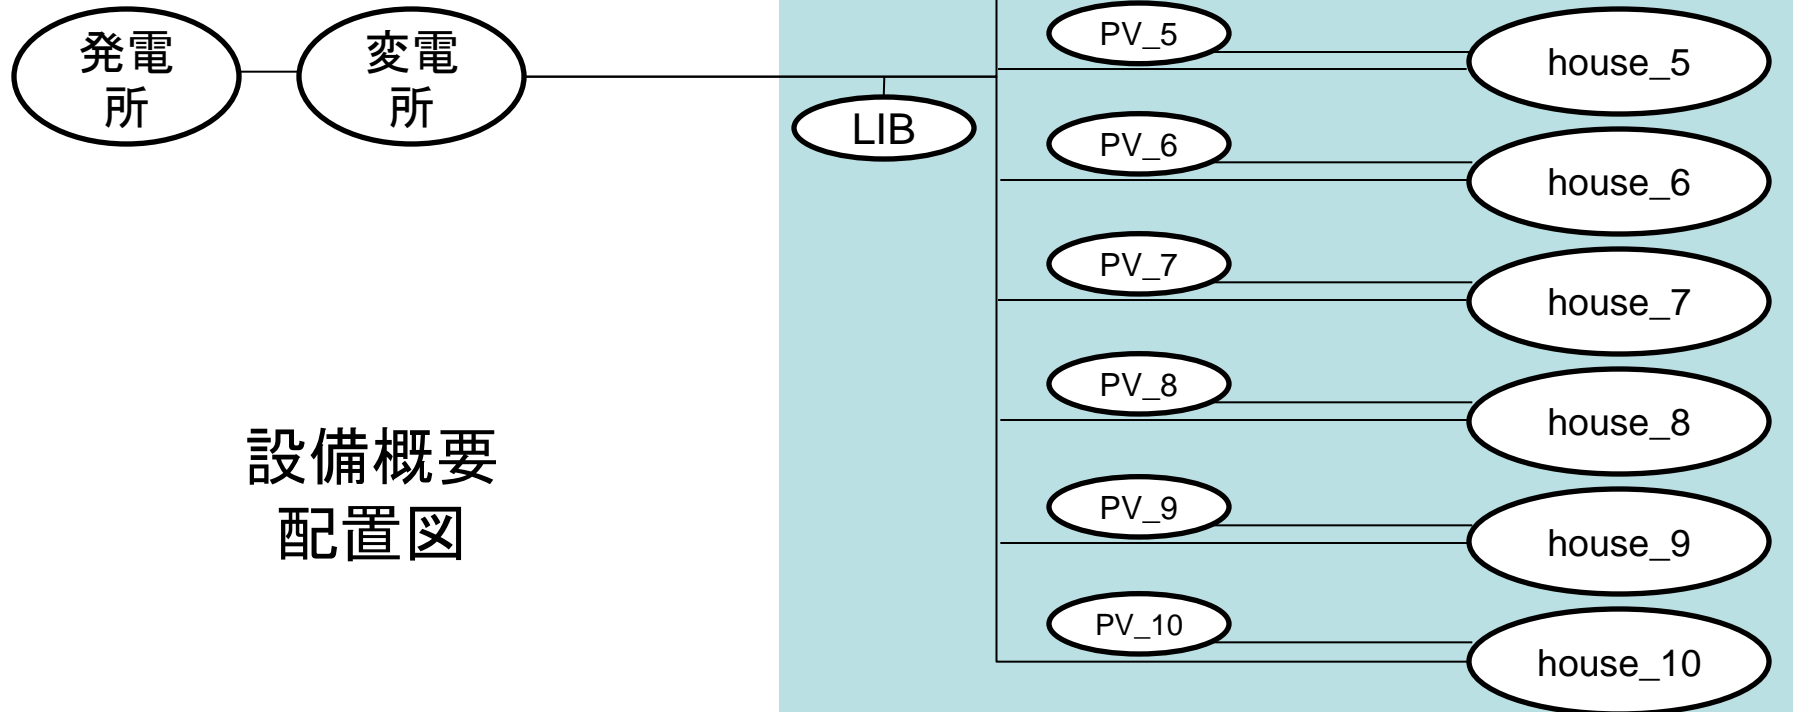 発電
所
変電
所
LIB
PV_5
house_5
PV_6
house_6
PV_7
house_7
PV_8
house_8
PV_9
house_9
PV_10
house_10
設備概要
配置図